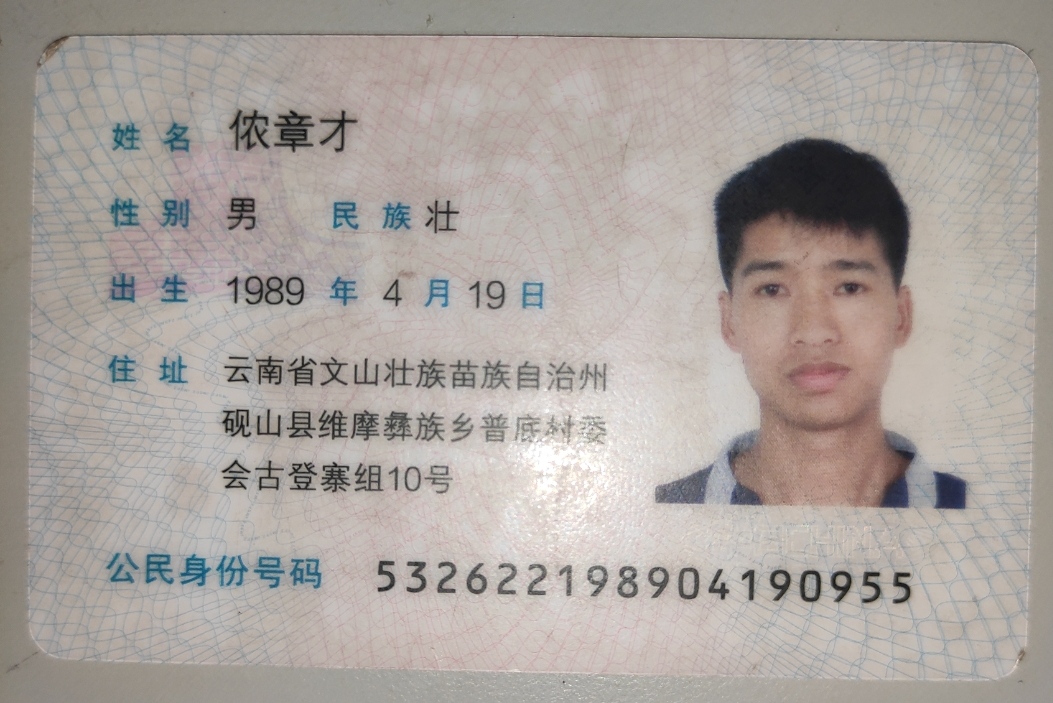 姓名 侬章才
性别 男 民族 壮
出生 1989 年 4 月 19 日
住址 云南省文山壮族苗族自治州
砚山县维摩彝族乡普底村委
会古登寨组10号
公民身份号码 532622198904190955